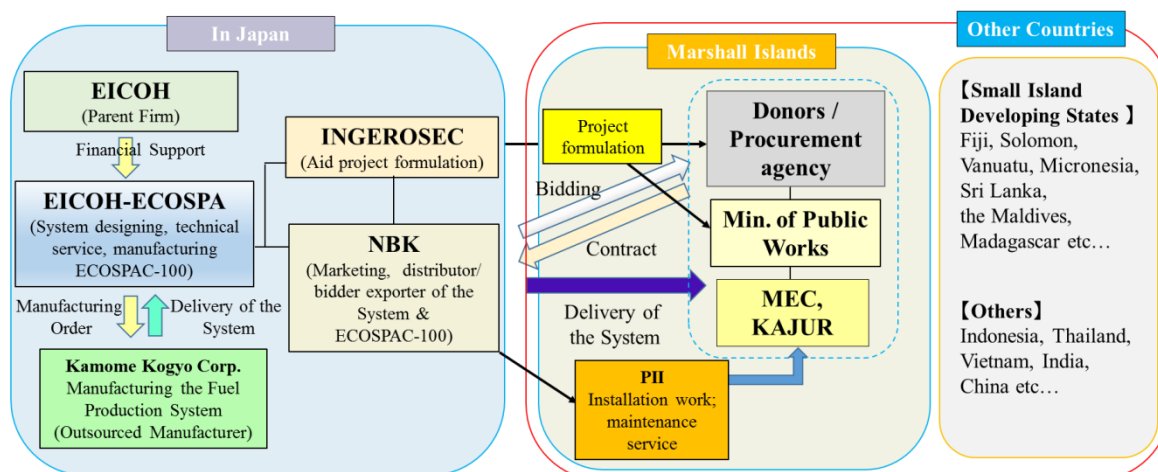 In Japan
EICOH
(Parent Firm)
Financial Support
EICOH-ECOSPA
(System designing, technical
service, manufacturing
ECOSPAC-100)
Manufacturing
Order
Delivery of the
System
Kamome Kogyo Corp.
Manufacturing the Fuel
Production System
(Outsourced Manufacturer)
INGEROSEC
(Aid project formulation)
NBK
(Marketing, distributor/
bidder exporter of the
System &
ECOSPAC-100)
Marshall Islands
Project
formulation
Bidding
Contract
Delivery of
the System
Donors /
Procurement
agency
Min. of Public
Works
MEC,
KAJUR
PII
Installation work;
maintenance
service
Other Countries
【Small Island
Developing States 】
Fiji, Solomon,
Vanuatu, Micronesia,
Sri Lanka,
the Maldives,
Madagascar etc…
【Others】
Indonesia, Thailand,
Vietnam, India,
China etc…